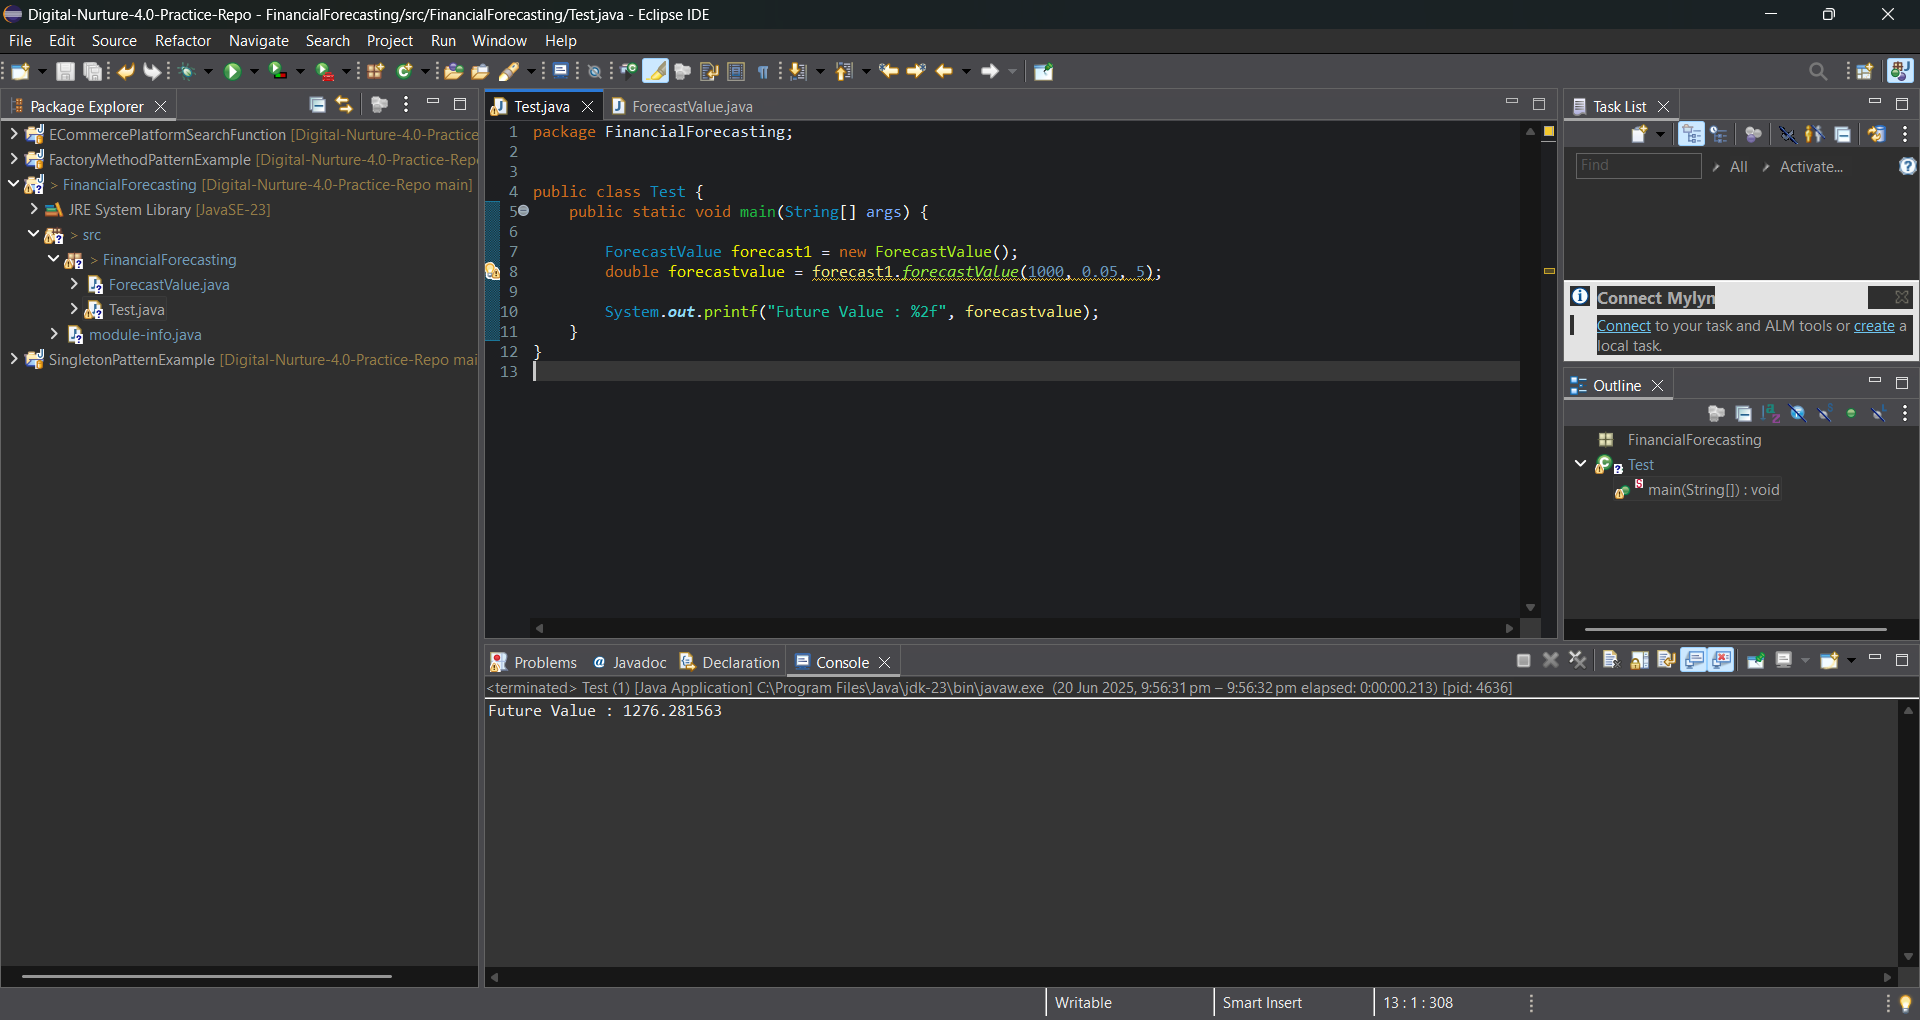 Digital-Nurture-4.0-Practice-Repo - FinancialForecasting/src/FinancialForecasting/Test.java - Eclipse IDE
File Edit Source Refactor Navigate Search Project Run Window Help
Package Explorer
ECommercePlatformSearchFunction [Digital-Nurture-4.0-Practice
FactoryMethodPatternExample [Digital-Nurture-4.0-Practice-Rep
> FinancialForecasting [Digital-Nurture-4.0-Practice-Repo main]
JRE System Library [JavaSE-23]
> src
> FinancialForecasting
ForecastValue.java
Test.java
module-info.java
SingletonPatternExample [Digital-Nurture-4.0-Practice-Repo mai
Test.java ForecastValue.java
1 package FinancialForecasting;
2
3
4 public class Test {
5 public static void main(String[] args) {
6
7 ForecastValue forecast1 = new ForecastValue();
8 double forecastvalue = forecast1.forecastValue(1000, 0.05, 5);
9
10 System.out.printf("Future Value : %2f", forecastvalue);
11 }
12 }
13
Task List
Find All Activate...
Connect Mylyn
Connect to your task and ALM tools or create a
local task.
Outline
FinancialForecasting
Test
main(String[]) : void
Problems Javadoc Declaration Console
<terminated> Test (1) [Java Application] C:\Program Files\Java\jdk-23\bin\javaw.exe (20 Jun 2025, 9:56:31 pm – 9:56:32 pm elapsed: 0:00:00.213) [pid: 4636]
Future Value : 1276.281563
Writable Smart Insert 13 : 1 : 308